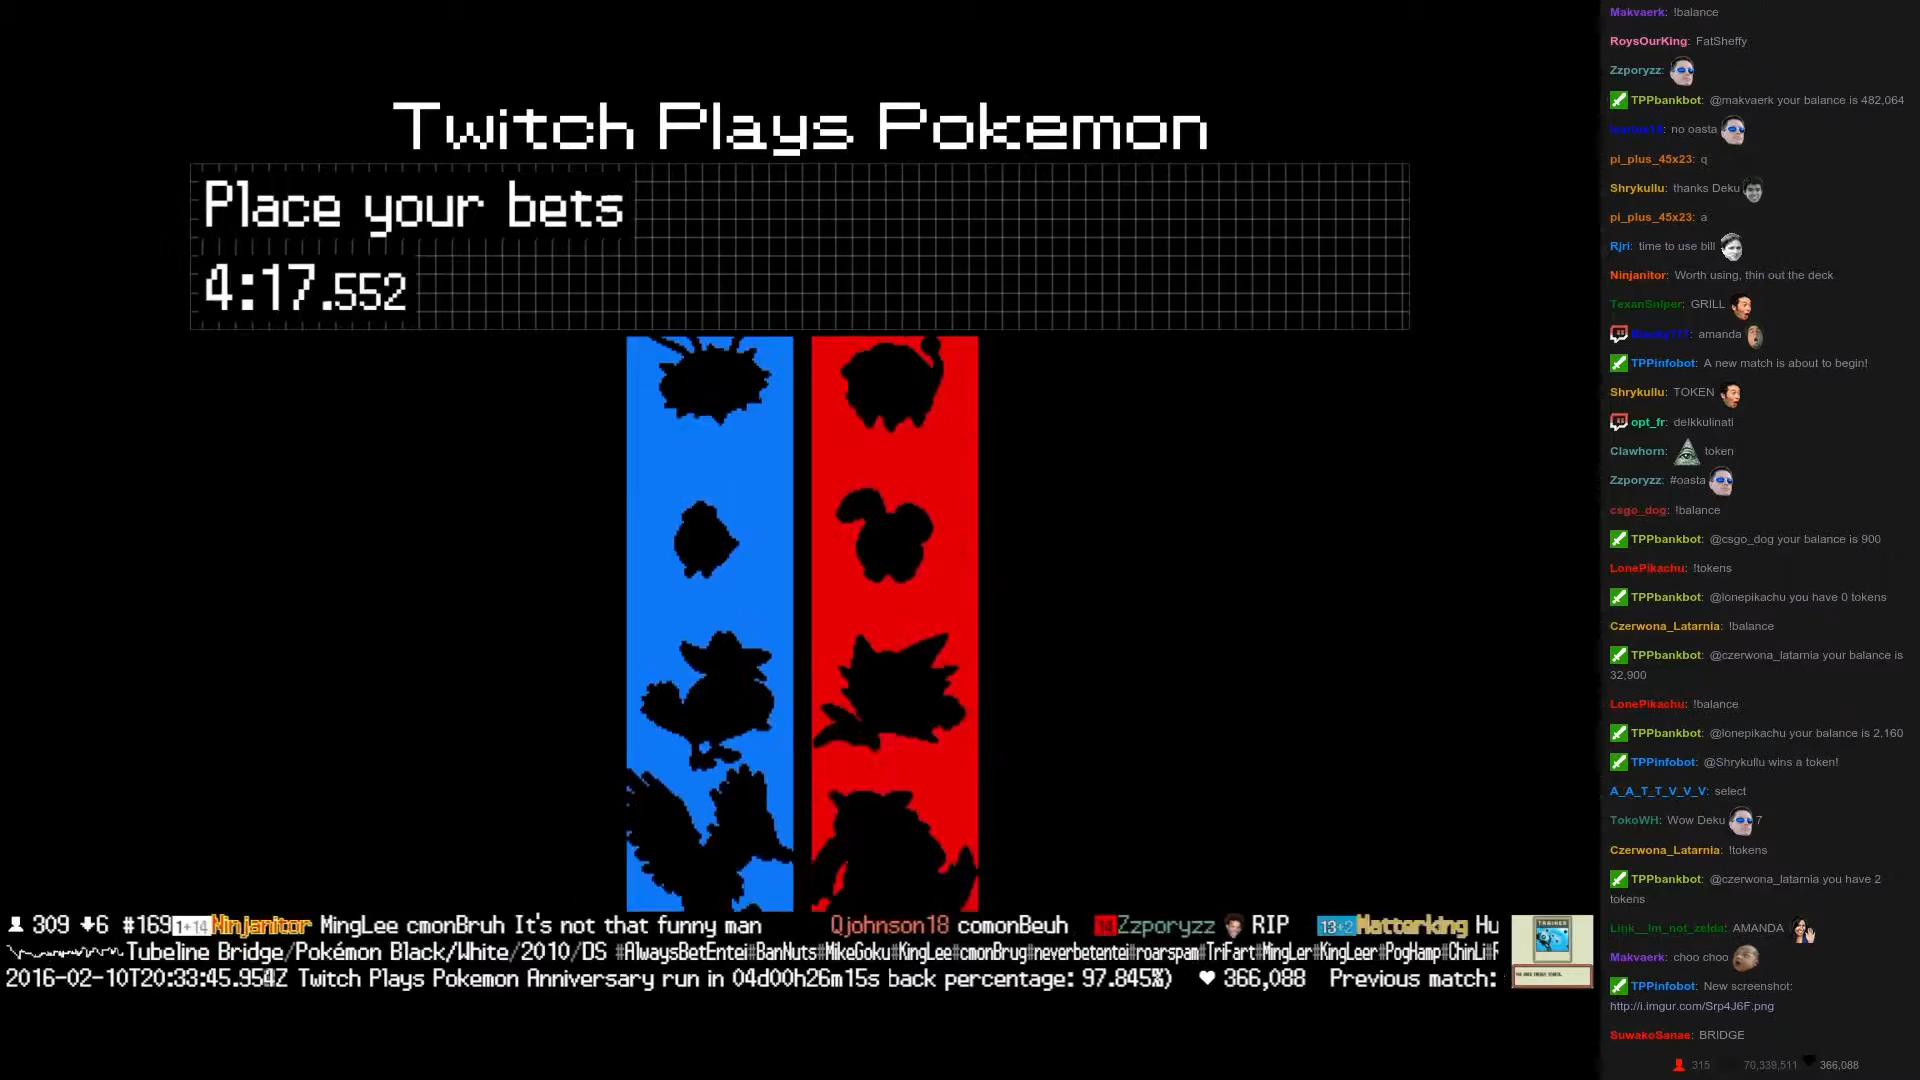 Twitch Plays Pokemon
Place your bets
4:17.552
309 6 #169 1+14 Ninjanitor MingLee cmonBruh It's not that funny man Qjohnson18 comonBeuh Zzporyzz RIP 13+2 Matterking Hu
Tubeline Bridge/Pokémon Black/White/2010/DS #AlwaysBetEntei#BanNuts#MikeGoku#KingLee#cmonBrug#neverbetentei#roarspam#TriFart#MingLer#KingLeer#PogHamp#ChinLi#F
2016-02-10T20:33:45.954Z Twitch Plays Pokemon Anniversary run in 04d00h26m15s back percentage: 97.845%) ♥ 366,088 Previous match:
TRAINER
Makvaerk: !balance
RoysOurKing: FatSheffy
Zzporyzz:
TPPbankbot: @makvaerk your balance is 482,064
no oasta
pi_plus_45x23: q
Shrykullu: thanks Deku
pi_plus_45x23: a
Rjri: time to use bill
Ninjanitor: Worth using, thin out the deck
TexanSniper: GRILL
amanda
TPPinfobot: A new match is about to begin!
Shrykullu: TOKEN
opt_fr: delkkulinati
Clawhorn: token
Zzporyzz: #oasta
csgo_dog: !balance
TPPbankbot: @csgo_dog your balance is 900
LonePikachu: !tokens
TPPbankbot: @lonepikachu you have 0 tokens
Czerwona_Latarnia: !balance
TPPbankbot: @czerwona_latarnia your balance is
32,900
LonePikachu: !balance
TPPbankbot: @lonepikachu your balance is 2,160
TPPinfobot: @Shrykullu wins a token!
A_A_T_T_V_V_V: select
TokoWH: Wow Deku 7
Czerwona_Latarnia: !tokens
TPPbankbot: @czerwona_latarnia you have 2
tokens
Link__Im_not_zelda: AMANDA
Makvaerk: choo choo
TPPinfobot: New screenshot:
http://i.imgur.com/Srp4J6F.png
SuwakoSanae: BRIDGE
315 70,339,511 366,088